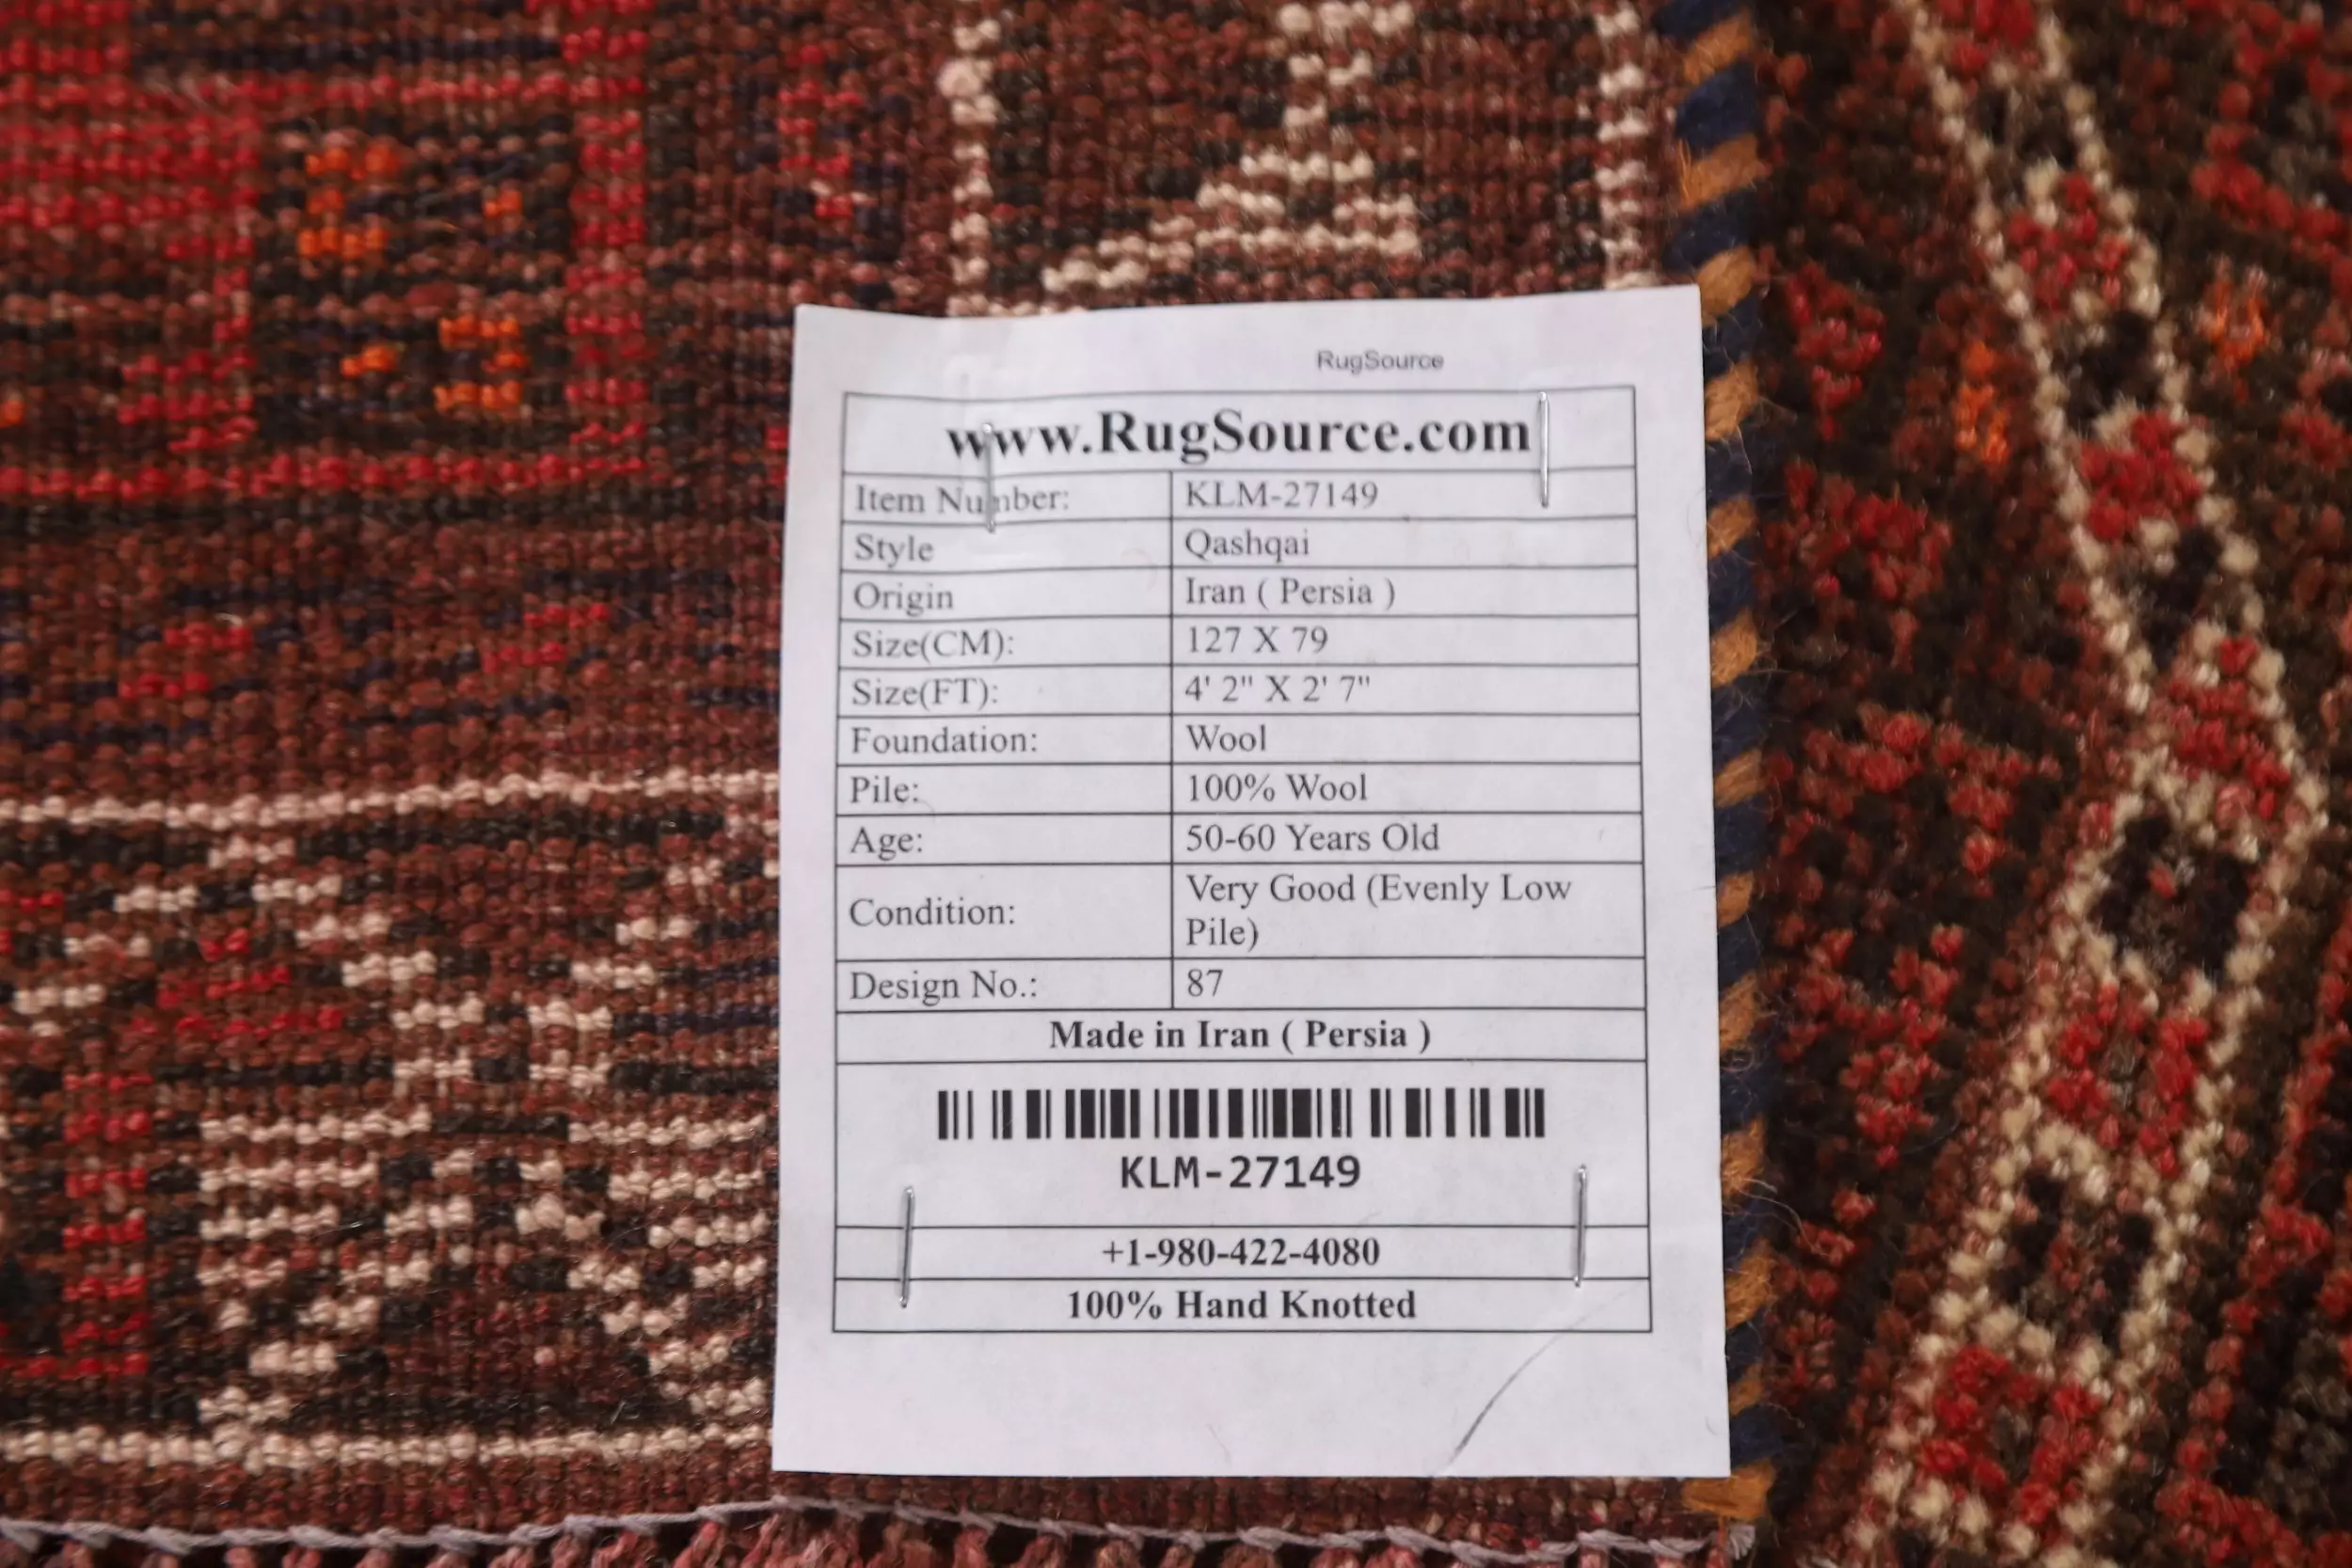 RugSource
www.RugSource.com
Item Number: KLM-27149
Style Qashqai
Origin Iran ( Persia )
Size(CM): 127 X 79
Size(FT): 4' 2" X 2' 7"
Foundation: Wool
Pile: 100% Wool
Age: 50-60 Years Old
Condition: Very Good (Evenly Low
Pile)
Design No.: 87
Made in Iran ( Persia )
KLM-27149
+1-980-422-4080
100% Hand Knotted